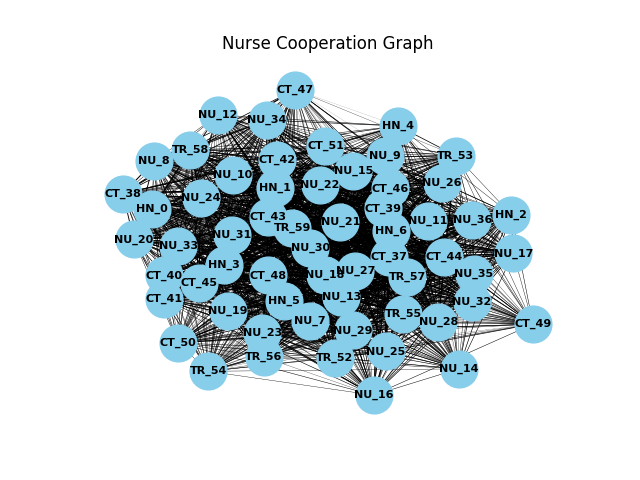 Nurse Cooperation Graph
CT_47
NU_12
NU_34
HN_4
CT_51
TR_58
NU_8
CT_42
NU_9
TR_53
NU_15
NU_10
NU_22
NU_26
HN_1
CT_46
CT_38
NU_24
HN_0
CT_39
HN_2
CT_43
NU_21
NU_11
NU_36
TR_59
HN_6
NU_31
NU_20
NU_33
NU_30
NU_17
CT_37
CT_44
HN_3
NU_27
CT_40
CT_48
NU_18
TR_57
NU_35
CT_45
NU_13
CT_41
HN_5
NU_32
NU_19
TR_55
NU_7
NU_28
CT_49
NU_23
NU_29
CT_50
NU_25
TR_56
TR_52
NU_14
TR_54
NU_16